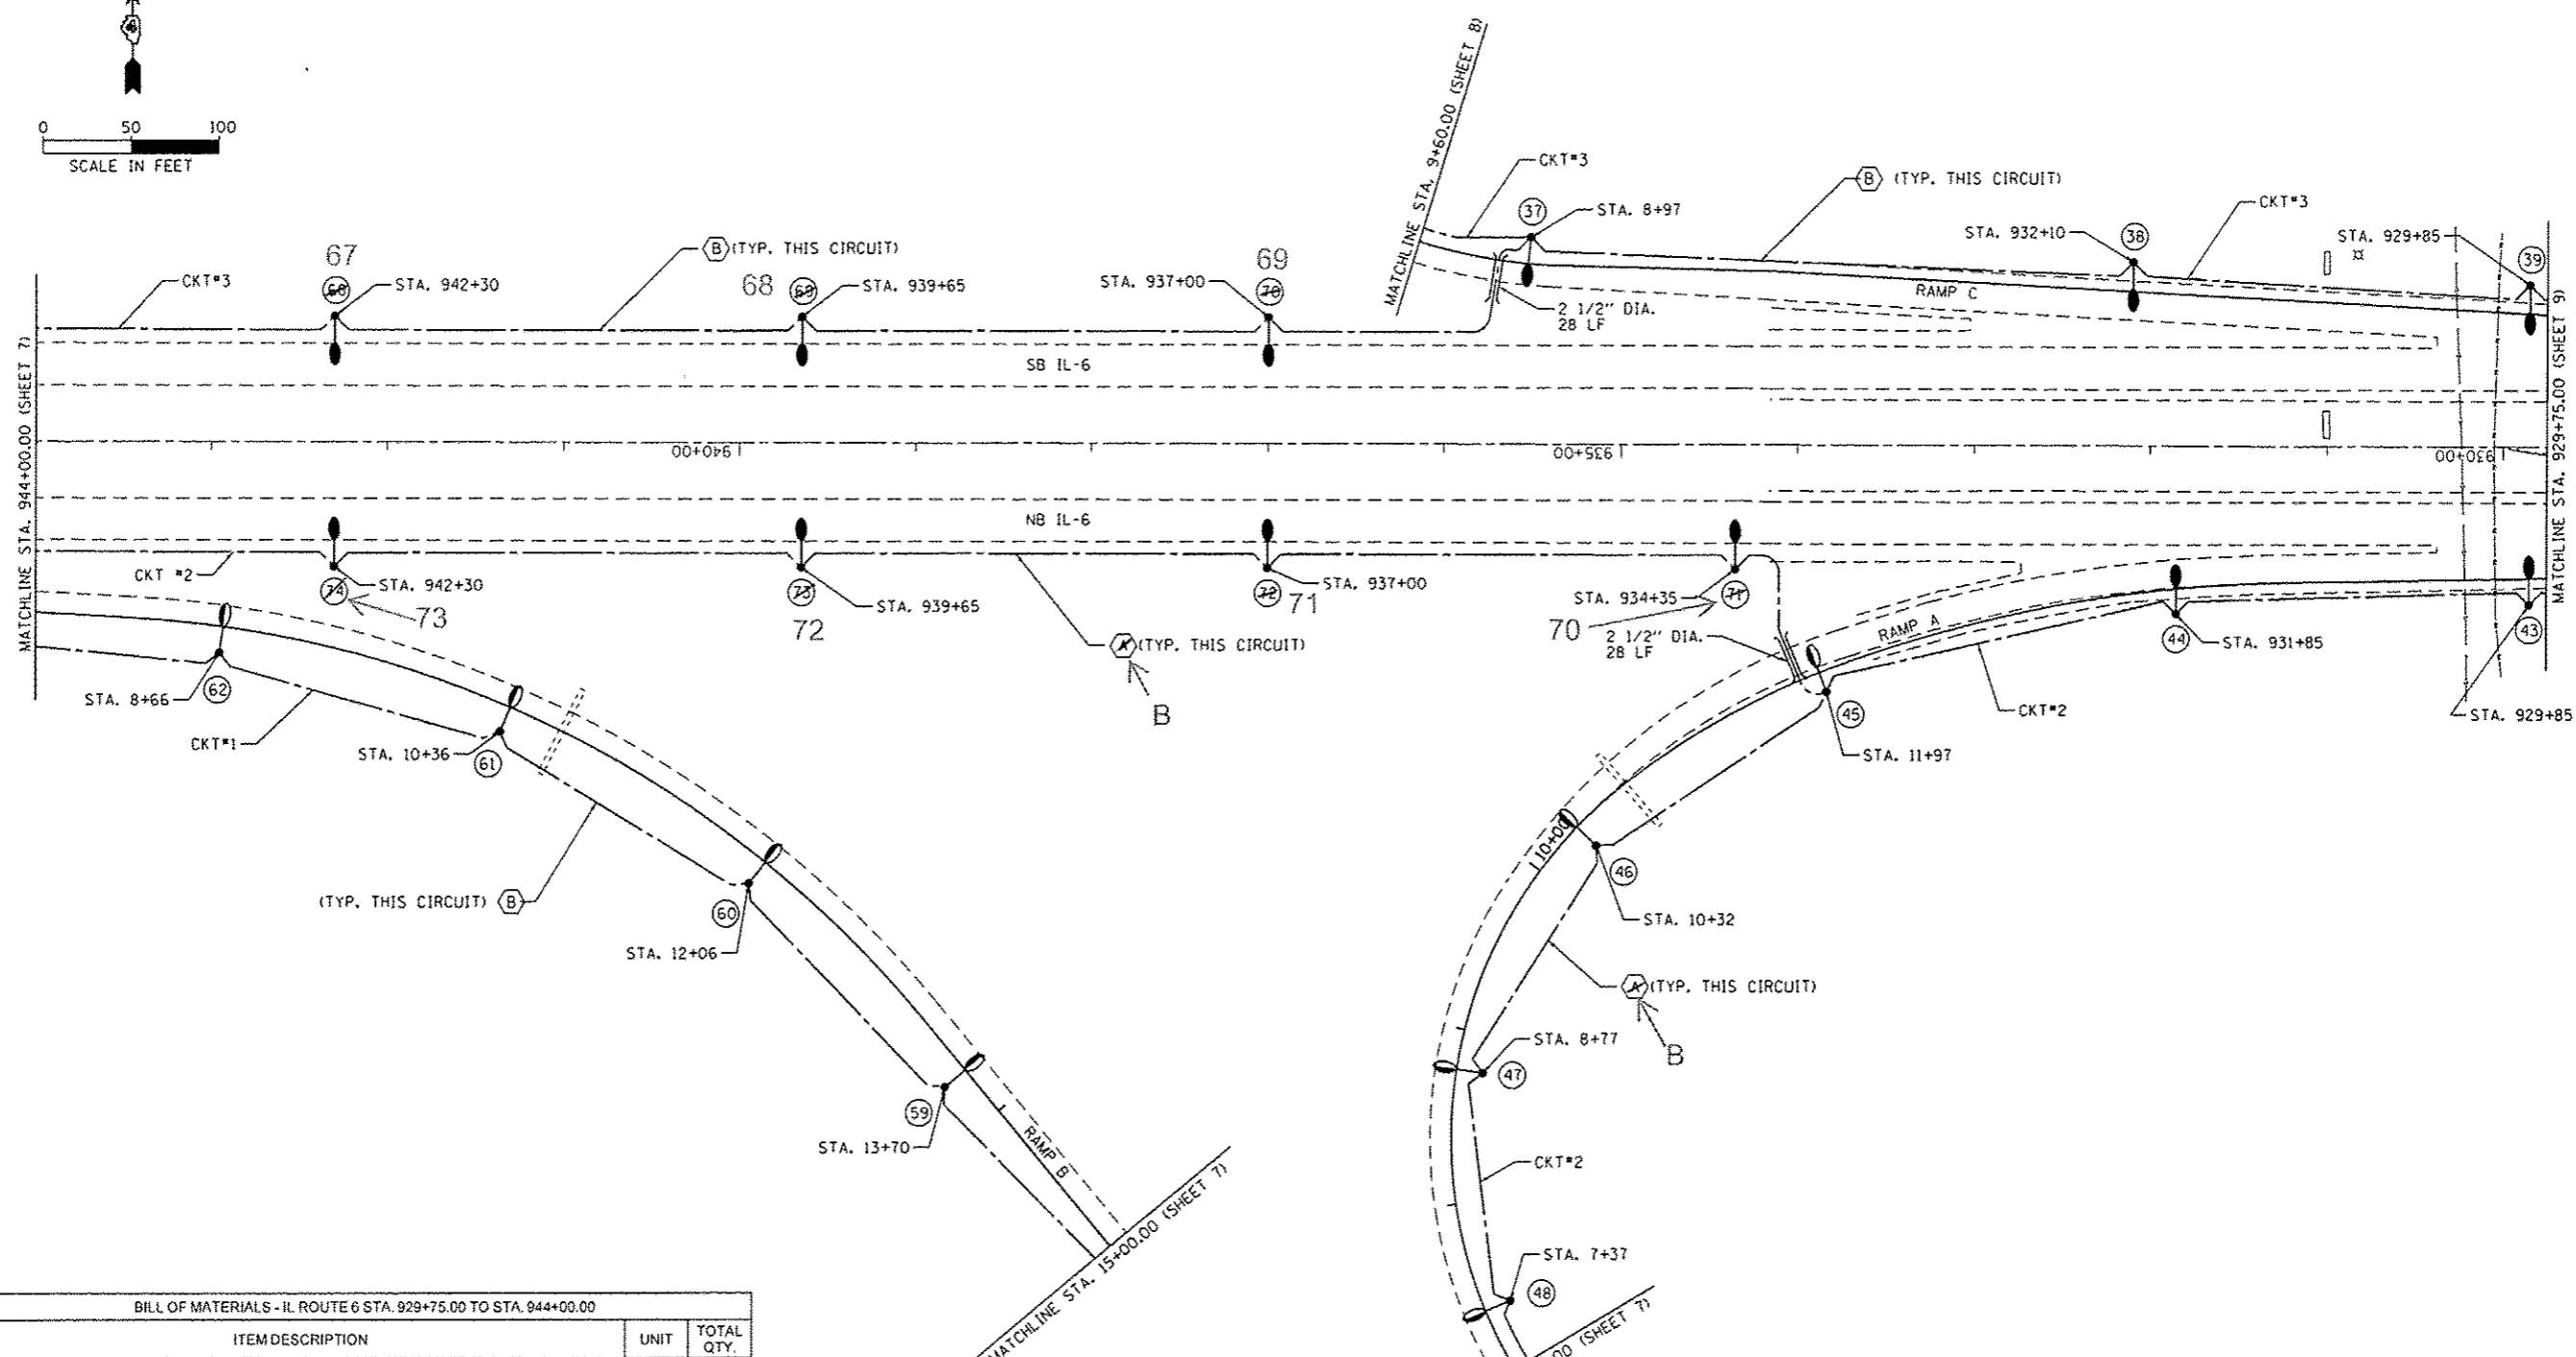 0 50 100
SCALE IN FEET
MATCHLINE STA. 9+60.00 (SHEET 8)
CKT#3
B (TYP. THIS CIRCUIT)
CKT#3
37
STA. 8+97
STA. 932+10
38
STA. 929+85
39
67
68
STA. 942+30
CKT#3
B (TYP. THIS CIRCUIT)
68
69
STA. 939+65
69
70
STA. 937+00
2 1/2" DIA.
28 LF
RAMP C
MATCHLINE STA. 944+00.00 (SHEET 7)
SB IL-6
MATCHLINE STA. 929+75.00 (SHEET 9)
940+00
935+00
930+00
NB IL-6
CKT #2
74
STA. 942+30
73
73
STA. 939+65
72
72
71
STA. 937+00
A (TYP. THIS CIRCUIT)
B
STA. 934+35
71
70
2 1/2" DIA.
28 LF
RAMP A
44
STA. 931+85
43
STA. 929+85
STA. 8+66
62
CKT#1
STA. 10+36
61
45
STA. 11+97
CKT#2
10+00
46
STA. 10+32
(TYP. THIS CIRCUIT) B
60
STA. 12+06
A (TYP. THIS CIRCUIT)
B
STA. 8+77
47
59
STA. 13+70
RAMP B
CKT#2
MATCHLINE STA. 15+00.00 (SHEET 7)
STA. 7+37
48
00 (SHEET 7)
BILL OF MATERIALS - IL ROUTE 6 STA. 929+75.00 TO STA. 944+00.00
ITEM DESCRIPTION UNIT TOTAL
QTY.